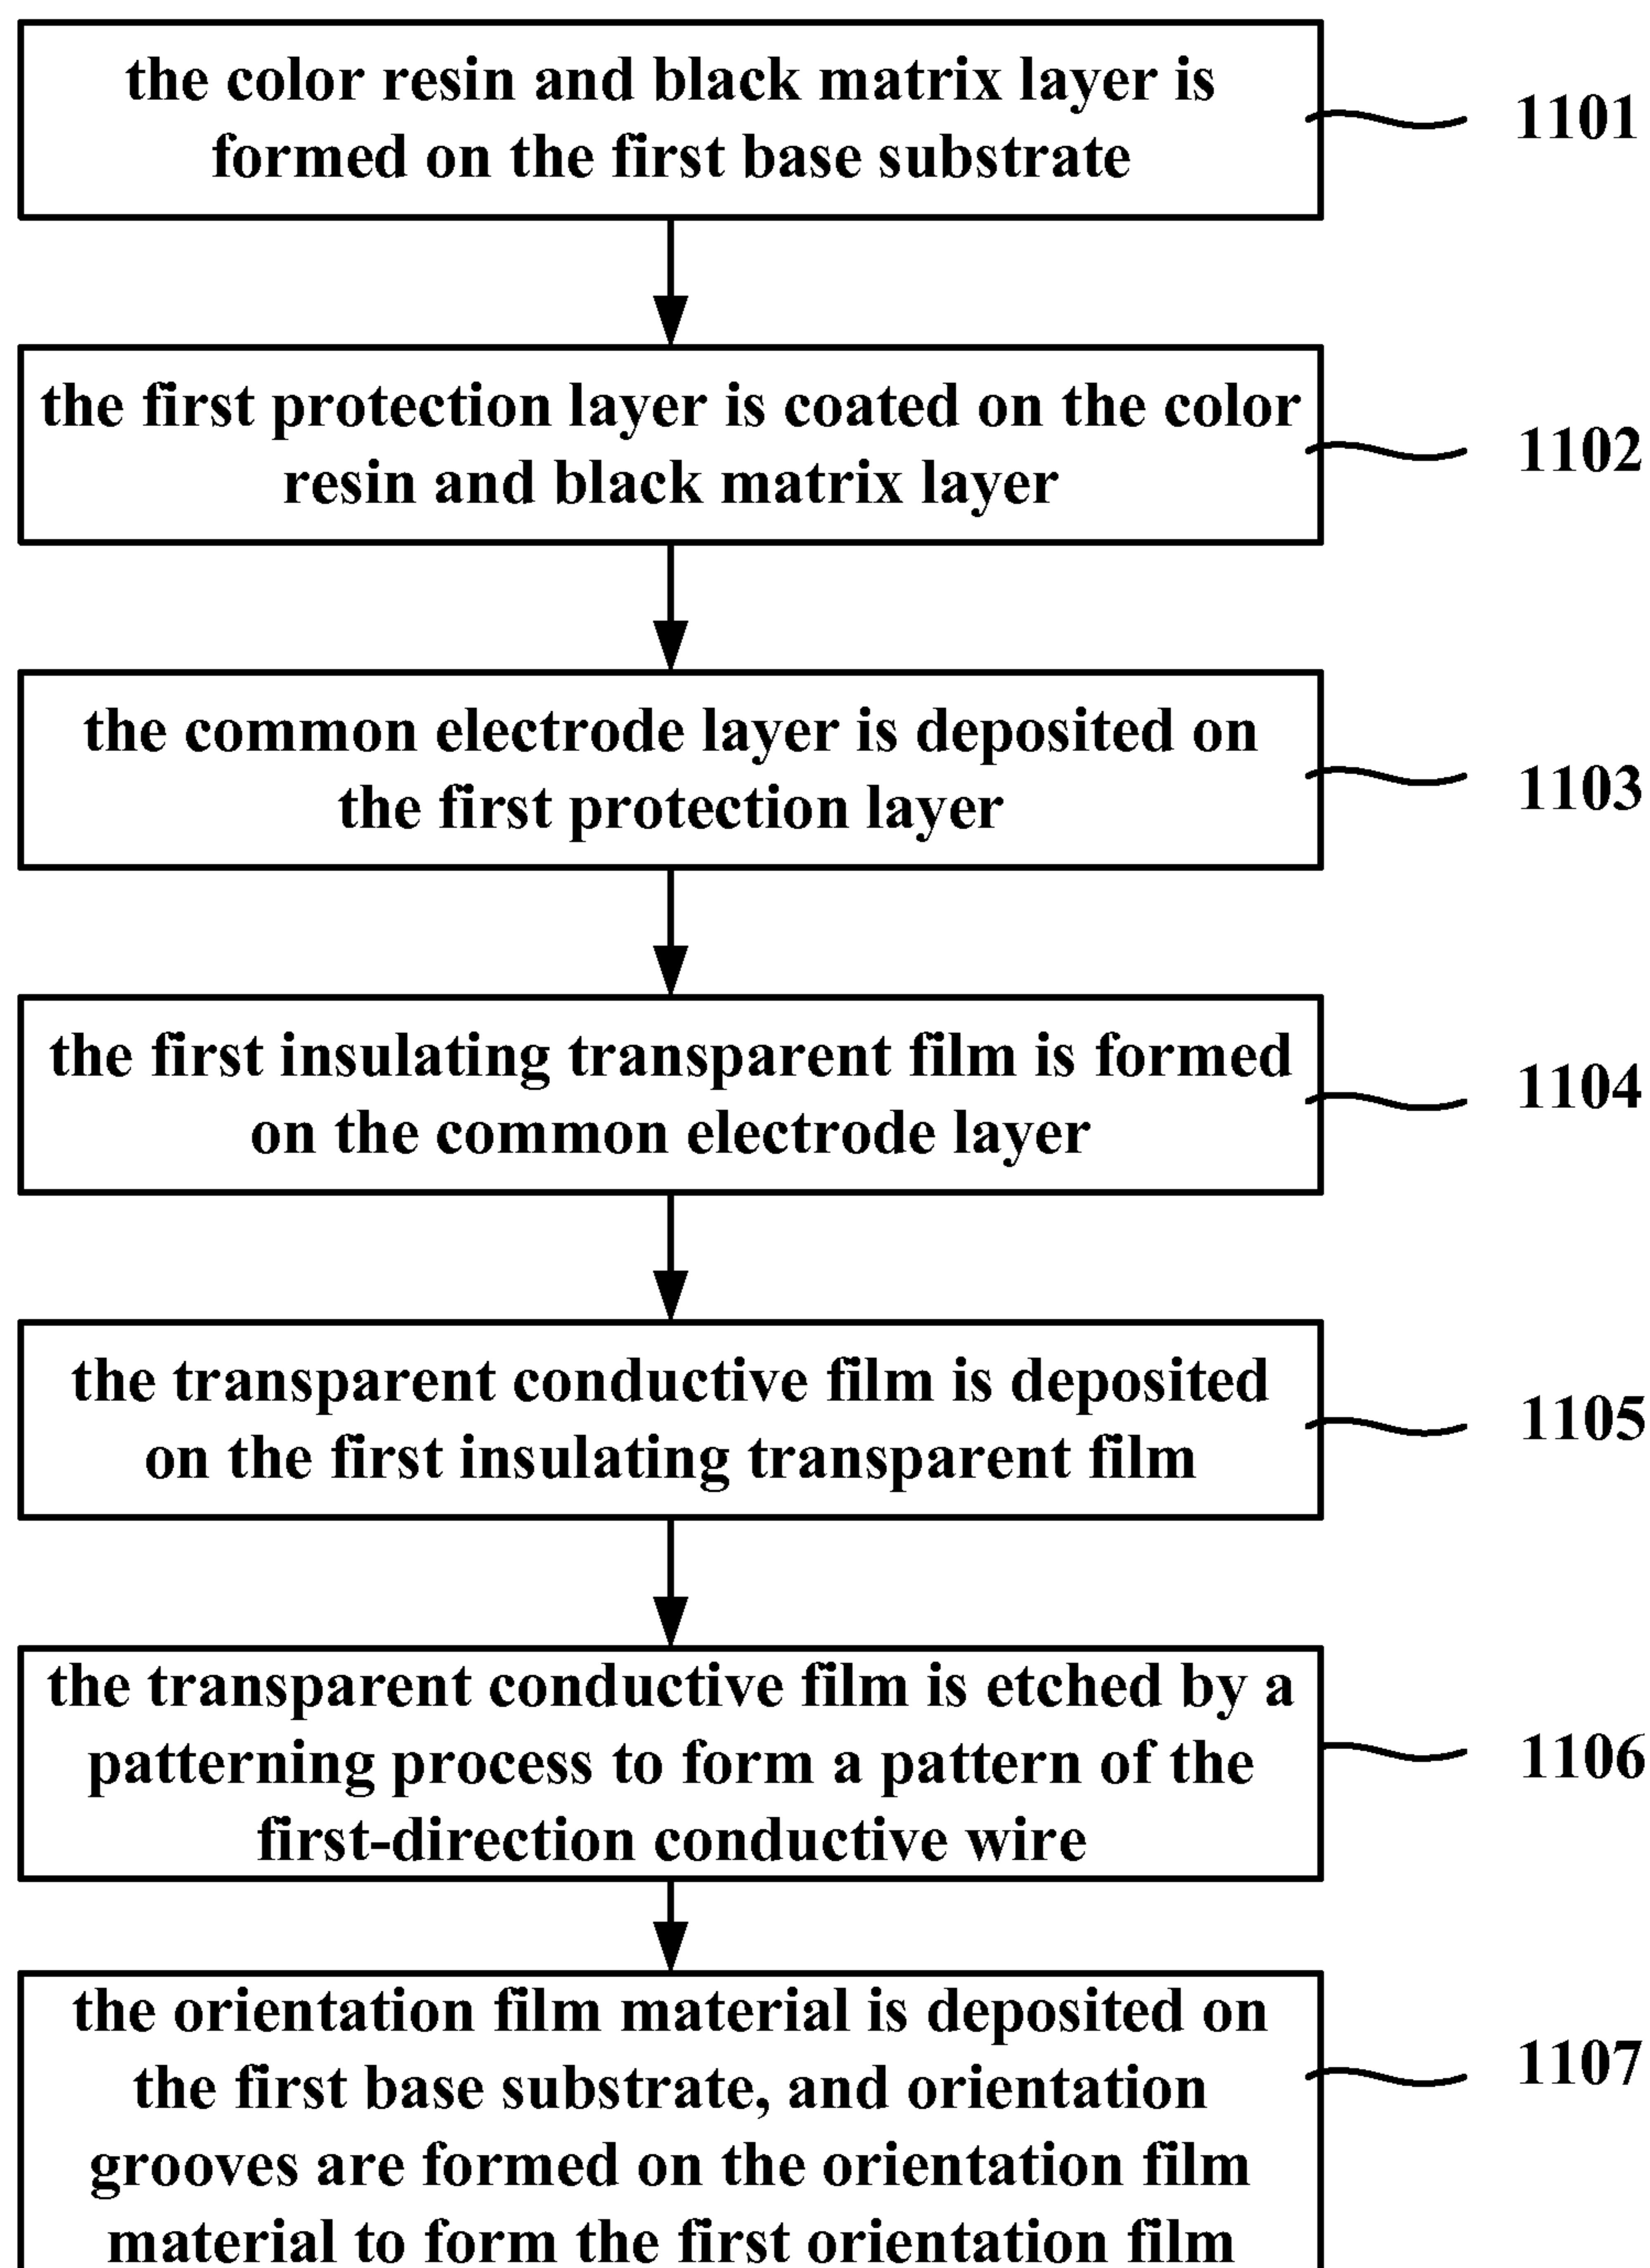 the color resin and black matrix layer is
formed on the first base substrate
1101
the first protection layer is coated on the color
resin and black matrix layer
1102
the common electrode layer is deposited on
the first protection layer
1103
the first insulating transparent film is formed
on the common electrode layer
1104
the transparent conductive film is deposited
on the first insulating transparent film
1105
the transparent conductive film is etched by a
patterning process to form a pattern of the
first-direction conductive wire
1106
the orientation film material is deposited on
the first base substrate, and orientation
grooves are formed on the orientation film
material to form the first orientation film
1107